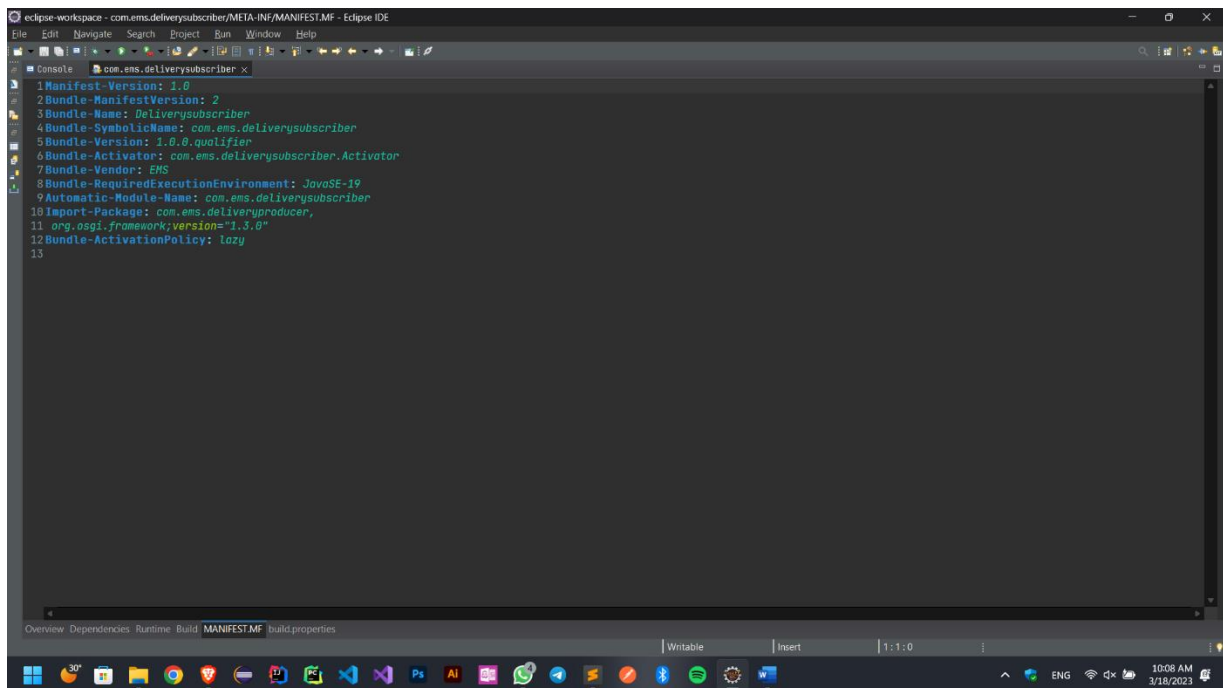 eclipse-workspace - com.ems.deliverysubscriber/META-INF/MANIFEST.MF - Eclipse IDE
File Edit Navigate Search Project Run Window Help
Console com.ems.deliverysubscriber
1 Manifest-Version: 1.0
2 Bundle-ManifestVersion: 2
3 Bundle-Name: Deliverysubscriber
4 Bundle-SymbolicName: com.ems.deliverysubscriber
5 Bundle-Version: 1.0.0.qualifier
6 Bundle-Activator: com.ems.deliverysubscriber.Activator
7 Bundle-Vendor: EMS
8 Bundle-RequiredExecutionEnvironment: JavaSE-19
9 Automatic-Module-Name: com.ems.deliverysubscriber
10 Import-Package: com.ems.deliveryproducer,
11 org.osgi.framework;version="1.3.0"
12 Bundle-ActivationPolicy: lazy
13
Overview Dependencies Runtime Build MANIFEST.MF build.properties
Writable Insert 1:1:0
30° Ps Ai 4 ENG 10:08 AM
3/18/2023